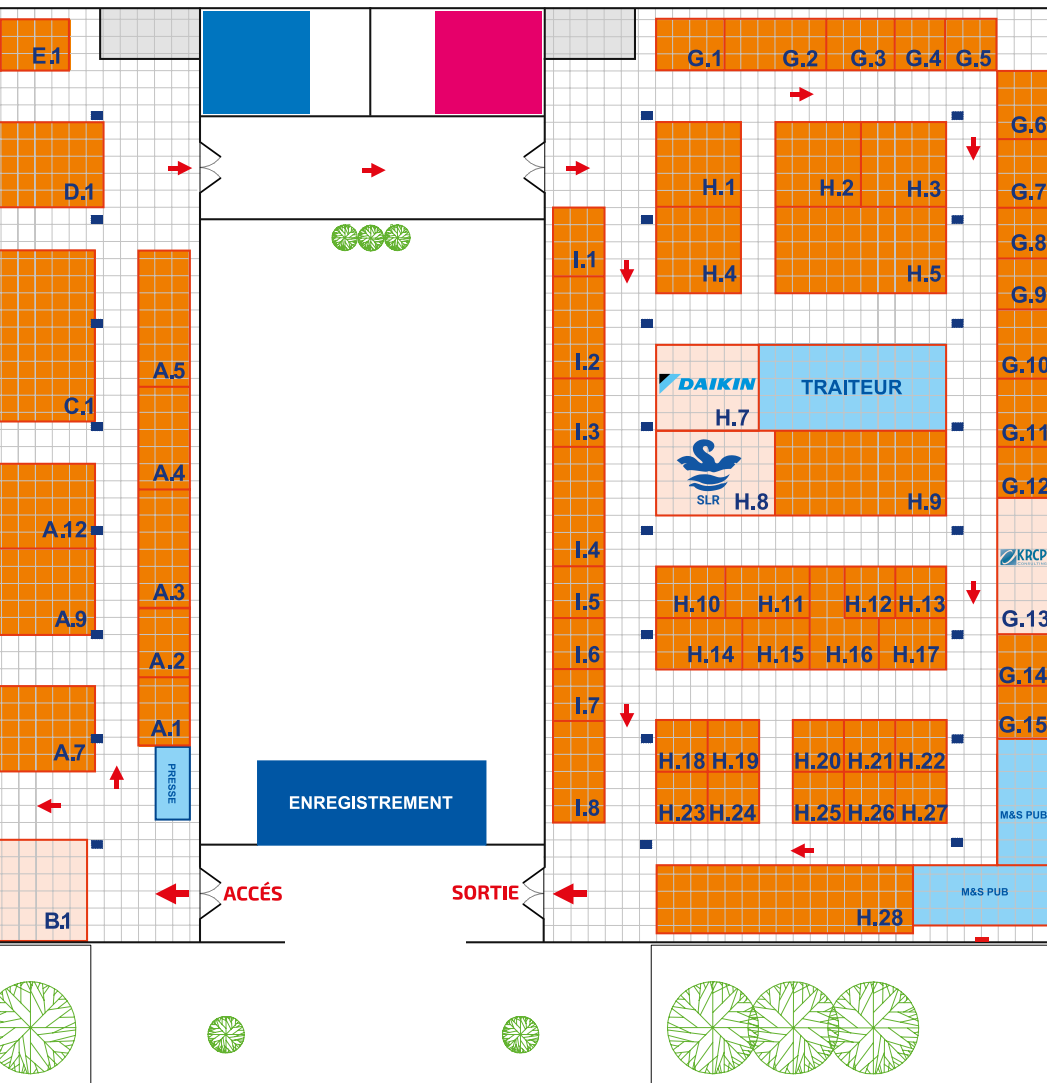 E.1
G.1 G.2 G.3 G.4 G.5
G.6
D.1
H.1 H.2 H.3
G.7
G.8
I.1
H.4 H.5
G.9
I.2
G.10
A.5
DAIKIN
TRAITEUR
C.1
H.7
I.3
G.11
A.4
SLR
H.8 H.9
G.12
A.12
I.4
KRCP
A.3
I.5
H.10 H.11 H.12 H.13
A.9
G.13
A.2
I.6
H.14 H.15 H.16 H.17
G.14
I.7
A.1
G.15
A.7
H.18 H.19 H.20 H.21 H.22
PRESSE
ENREGISTREMENT
I.8
H.23 H.24 H.25 H.26 H.27
M&S PUB
ACCÉS
SORTIE
M&S PUB
B.1
H.28